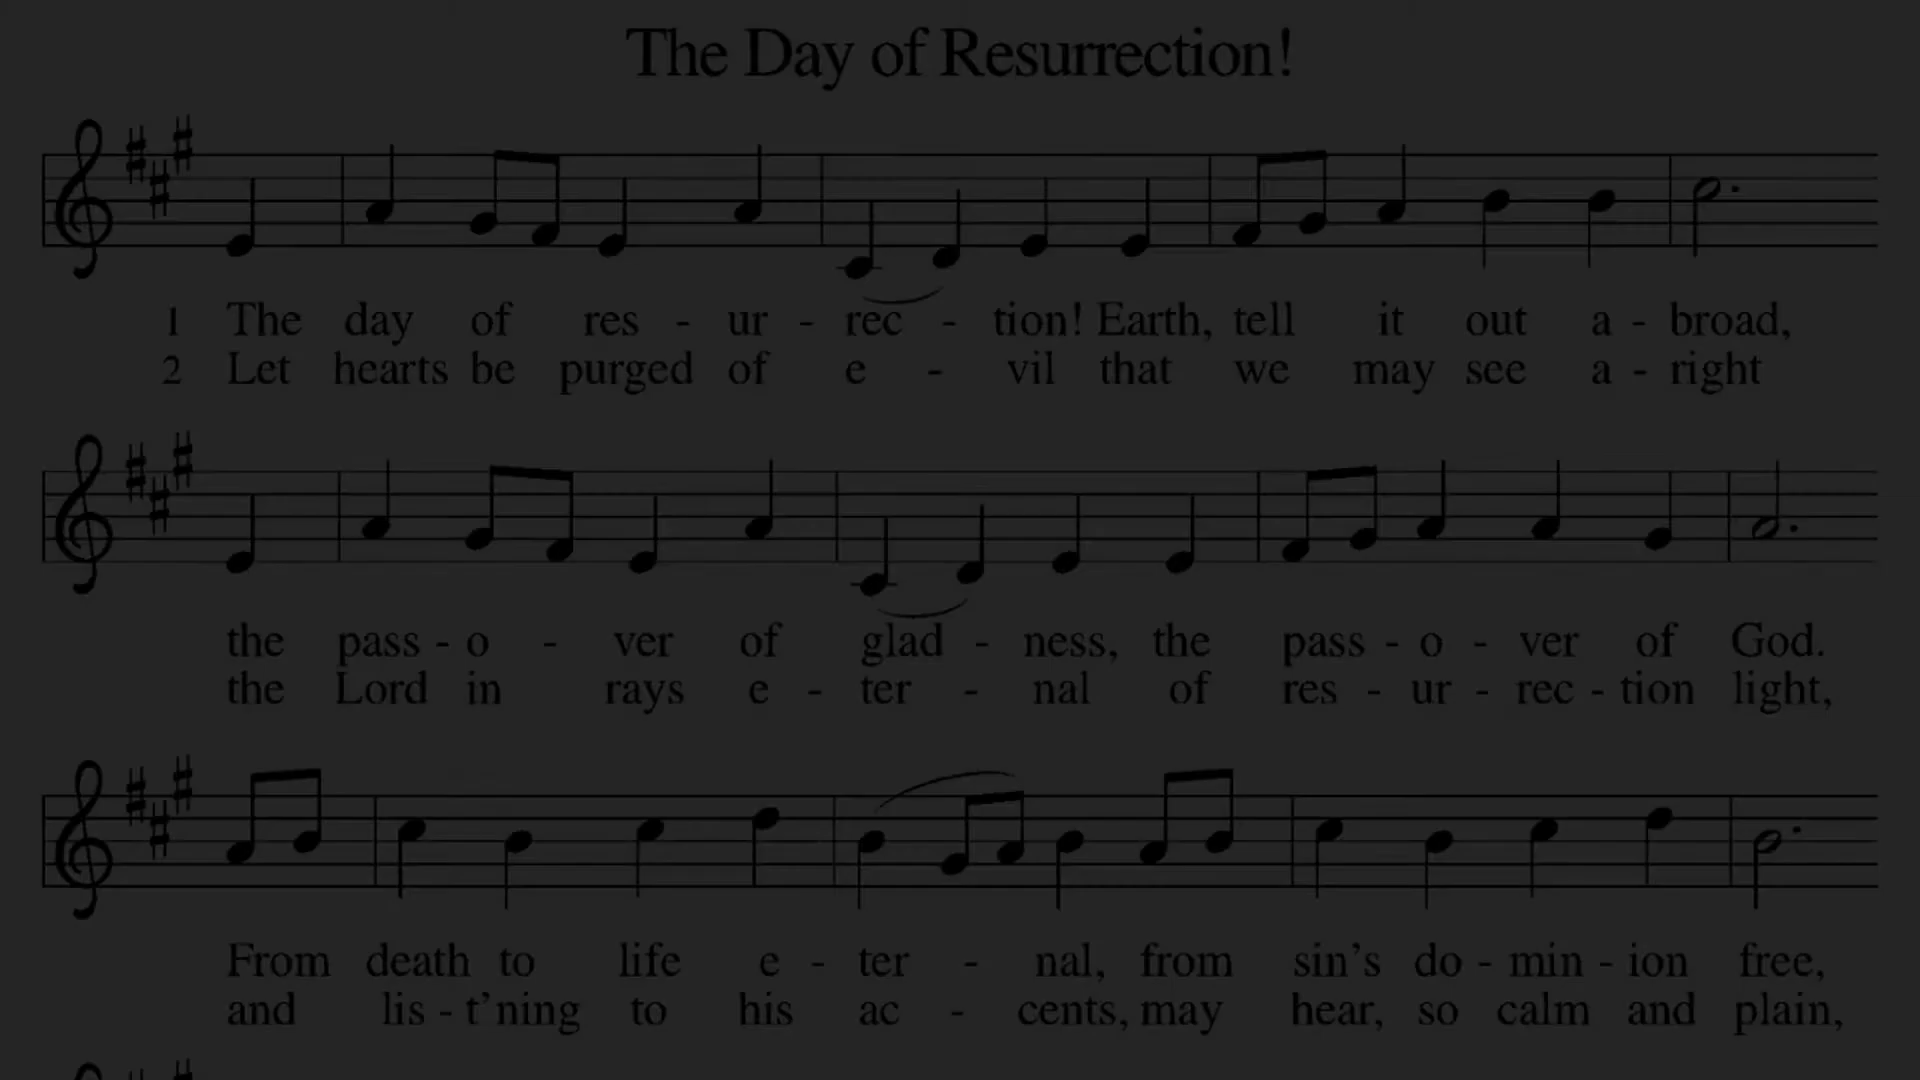 The Day of Resurrection!
1 The day of res - ur - rec - tion! Earth, tell it out a - broad,
2 Let hearts be purged of e - vil that we may see a - right
the pass - o - ver of glad - ness, the pass - o - ver of God.
the Lord in rays e - ter - nal of res - ur - rec - tion light,
From death to life e - ter - nal, from sin's do - min - ion free,
and lis - t'ning to his ac - cents, may hear, so calm and plain,